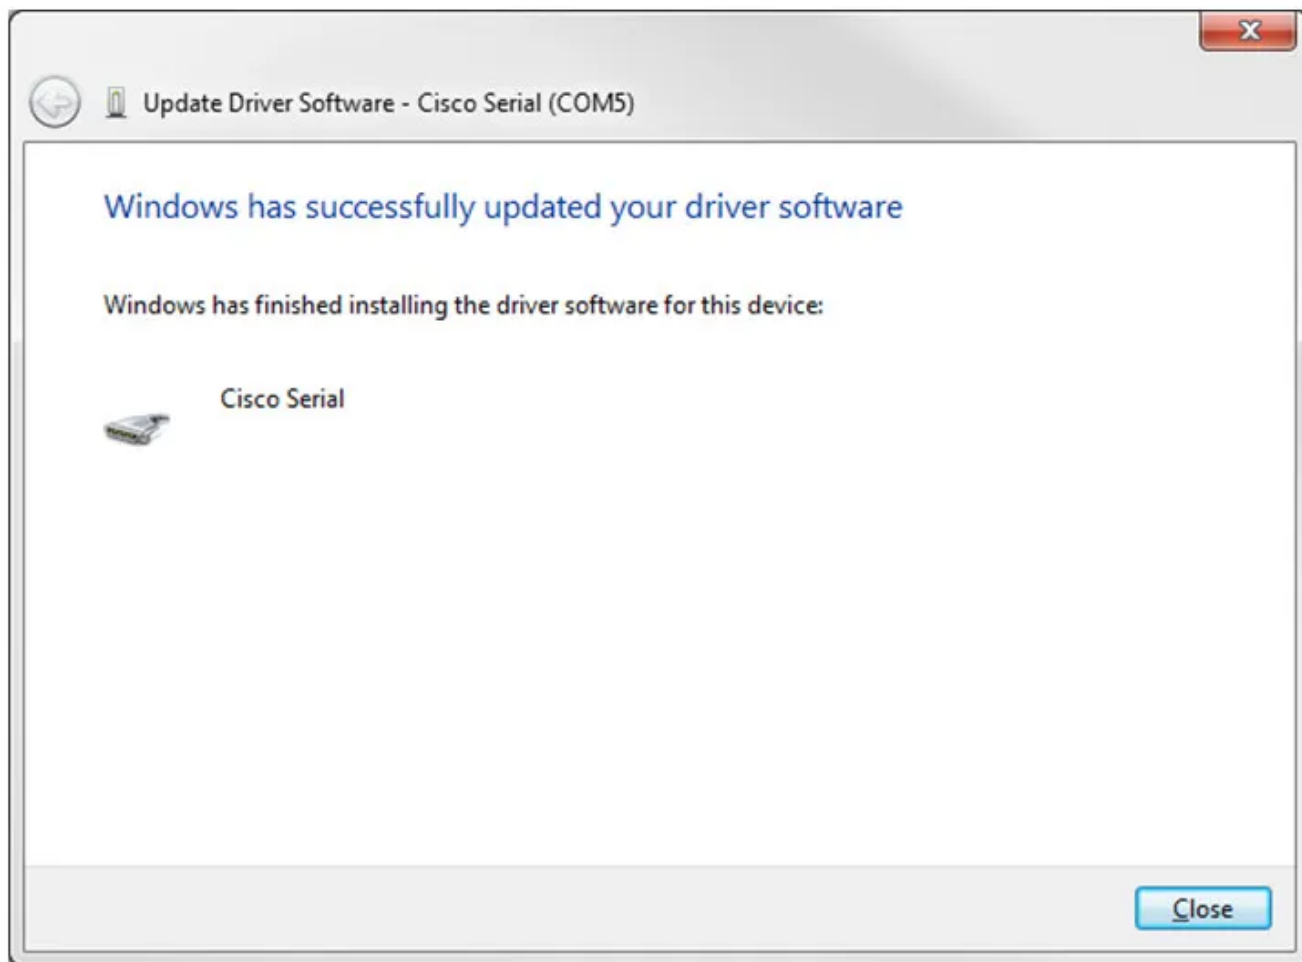 Update Driver Software - Cisco Serial (COM5)
Windows has successfully updated your driver software
Windows has finished installing the driver software for this device:
Cisco Serial
Close